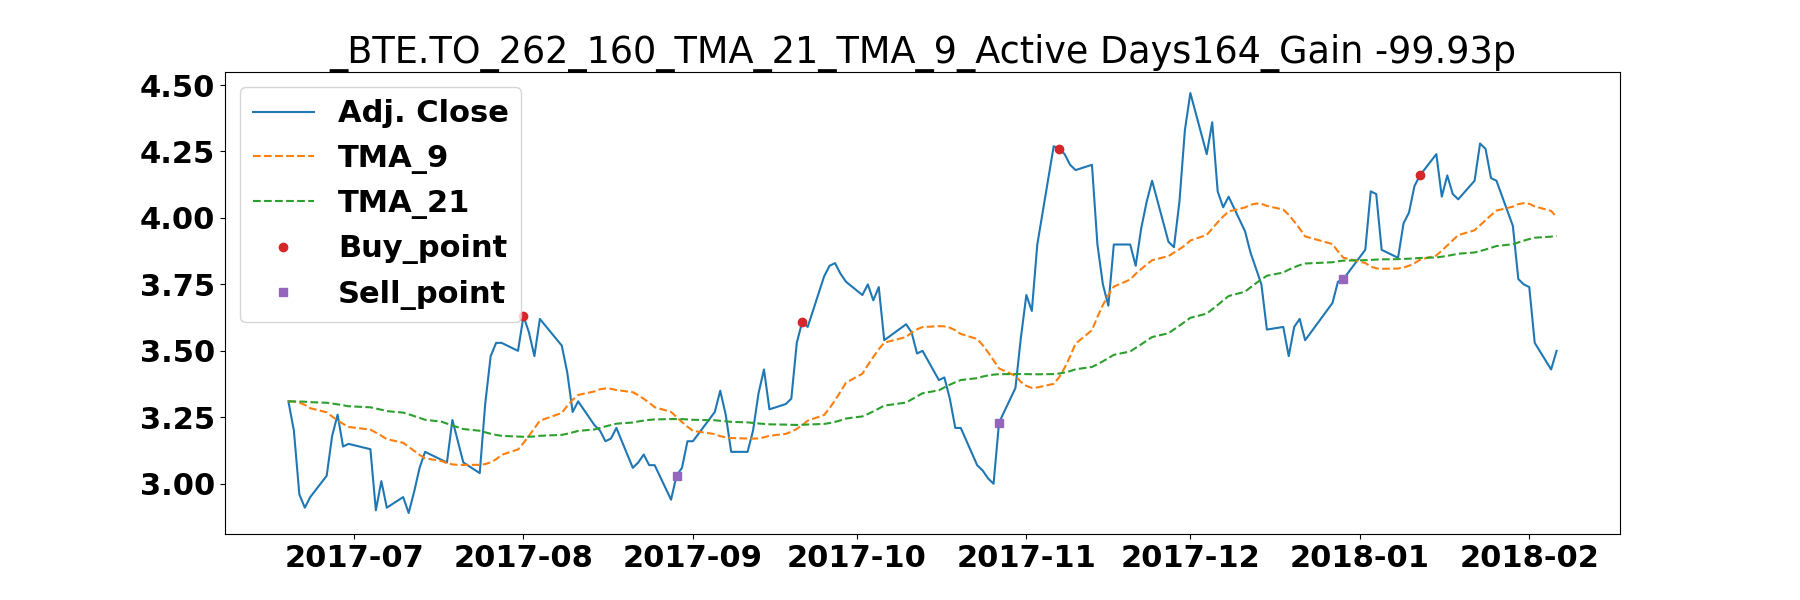 _BTE.TO_262_160_TMA_21_TMA_9_Active Days164_Gain -99.93p
4.50
4.25
4.00
3.75
3.50
3.25
3.00
Adj. Close
TMA_9
TMA_21
Buy_point
Sell_point
2017-07 2017-08 2017-09 2017-10 2017-11 2017-12 2018-01 2018-02